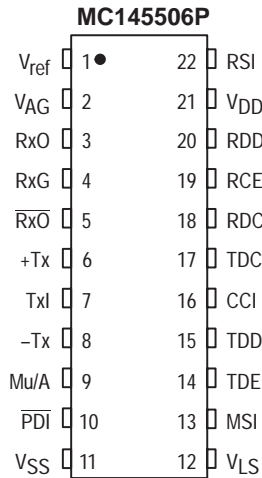 MC145506P
Vref 1 22 RSI
VAG 2 21 VDD
RxO 3 20 RDD
RxG 4 19 RCE
R̅x̅O̅ 5 18 RDC
+Tx 6 17 TDC
TxI 7 16 CCI
–Tx 8 15 TDD
Mu/A 9 14 TDE
P̅D̅I̅ 10 13 MSI
VSS 11 12 VLS